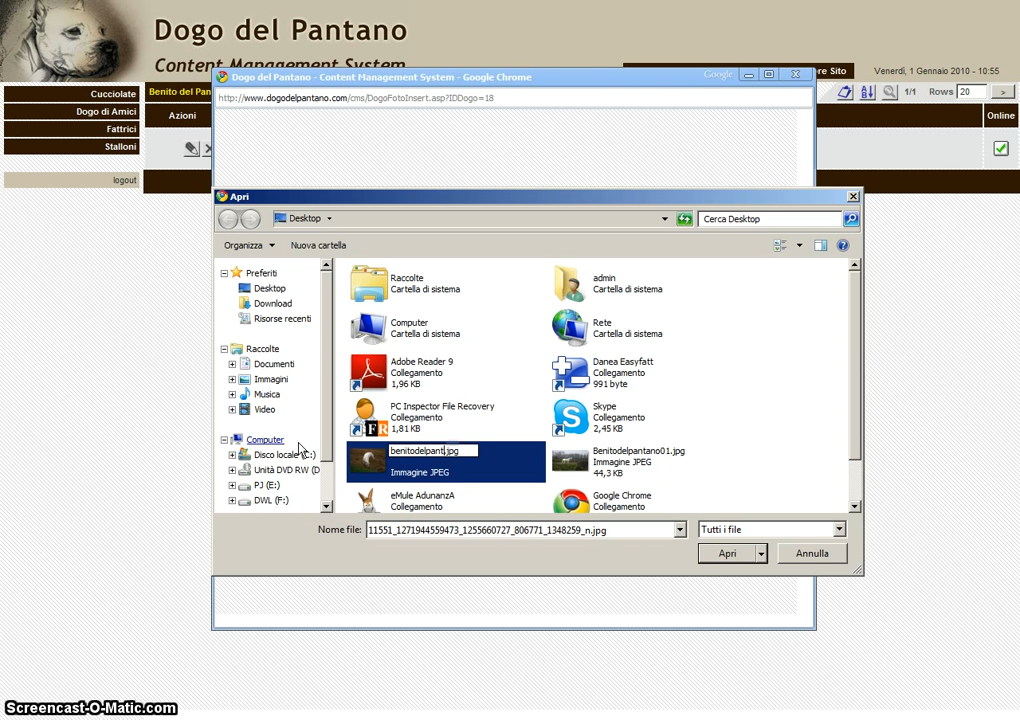 Dogo del Pantano
Content Management System
Cucciolate
Dogo di Amici
Fattrici
Stalloni
logout
re Sito
Venerdì, 1 Gennaio 2010 - 10:55
Benito del Pan
1/1
Rows
20
>
Azioni
Online
Dogo del Pantano - Content Management System - Google Chrome
Google
http://www.dogodelpantano.com/cms/DogoFotoInsert.asp?IDDogo=18
Apri
Desktop
Cerca Desktop
Organizza
Nuova cartella
Preferiti
Desktop
Download
Risorse recenti
Raccolte
Documenti
Immagini
Musica
Video
Computer
Disco locale (C:)
Unità DVD RW (D
PJ (E:)
DWL (F:)
Raccolte
Cartella di sistema
admin
Cartella di sistema
Computer
Cartella di sistema
Rete
Cartella di sistema
Adobe Reader 9
Collegamento
1,96 KB
Danea Easyfatt
Collegamento
991 byte
PC Inspector File Recovery
Collegamento
1,81 KB
Skype
Collegamento
2,45 KB
benitodelpant.jpg
Immagine JPEG
Benitodelpantano01.jpg
Immagine JPEG
44,3 KB
eMule AdunanzA
Collegamento
Google Chrome
Collegamento
Nome file:
11551_1271944559473_1255660727_806771_1348259_n.jpg
Tutti i file
Apri
Annulla
Screencast-O-Matic.com